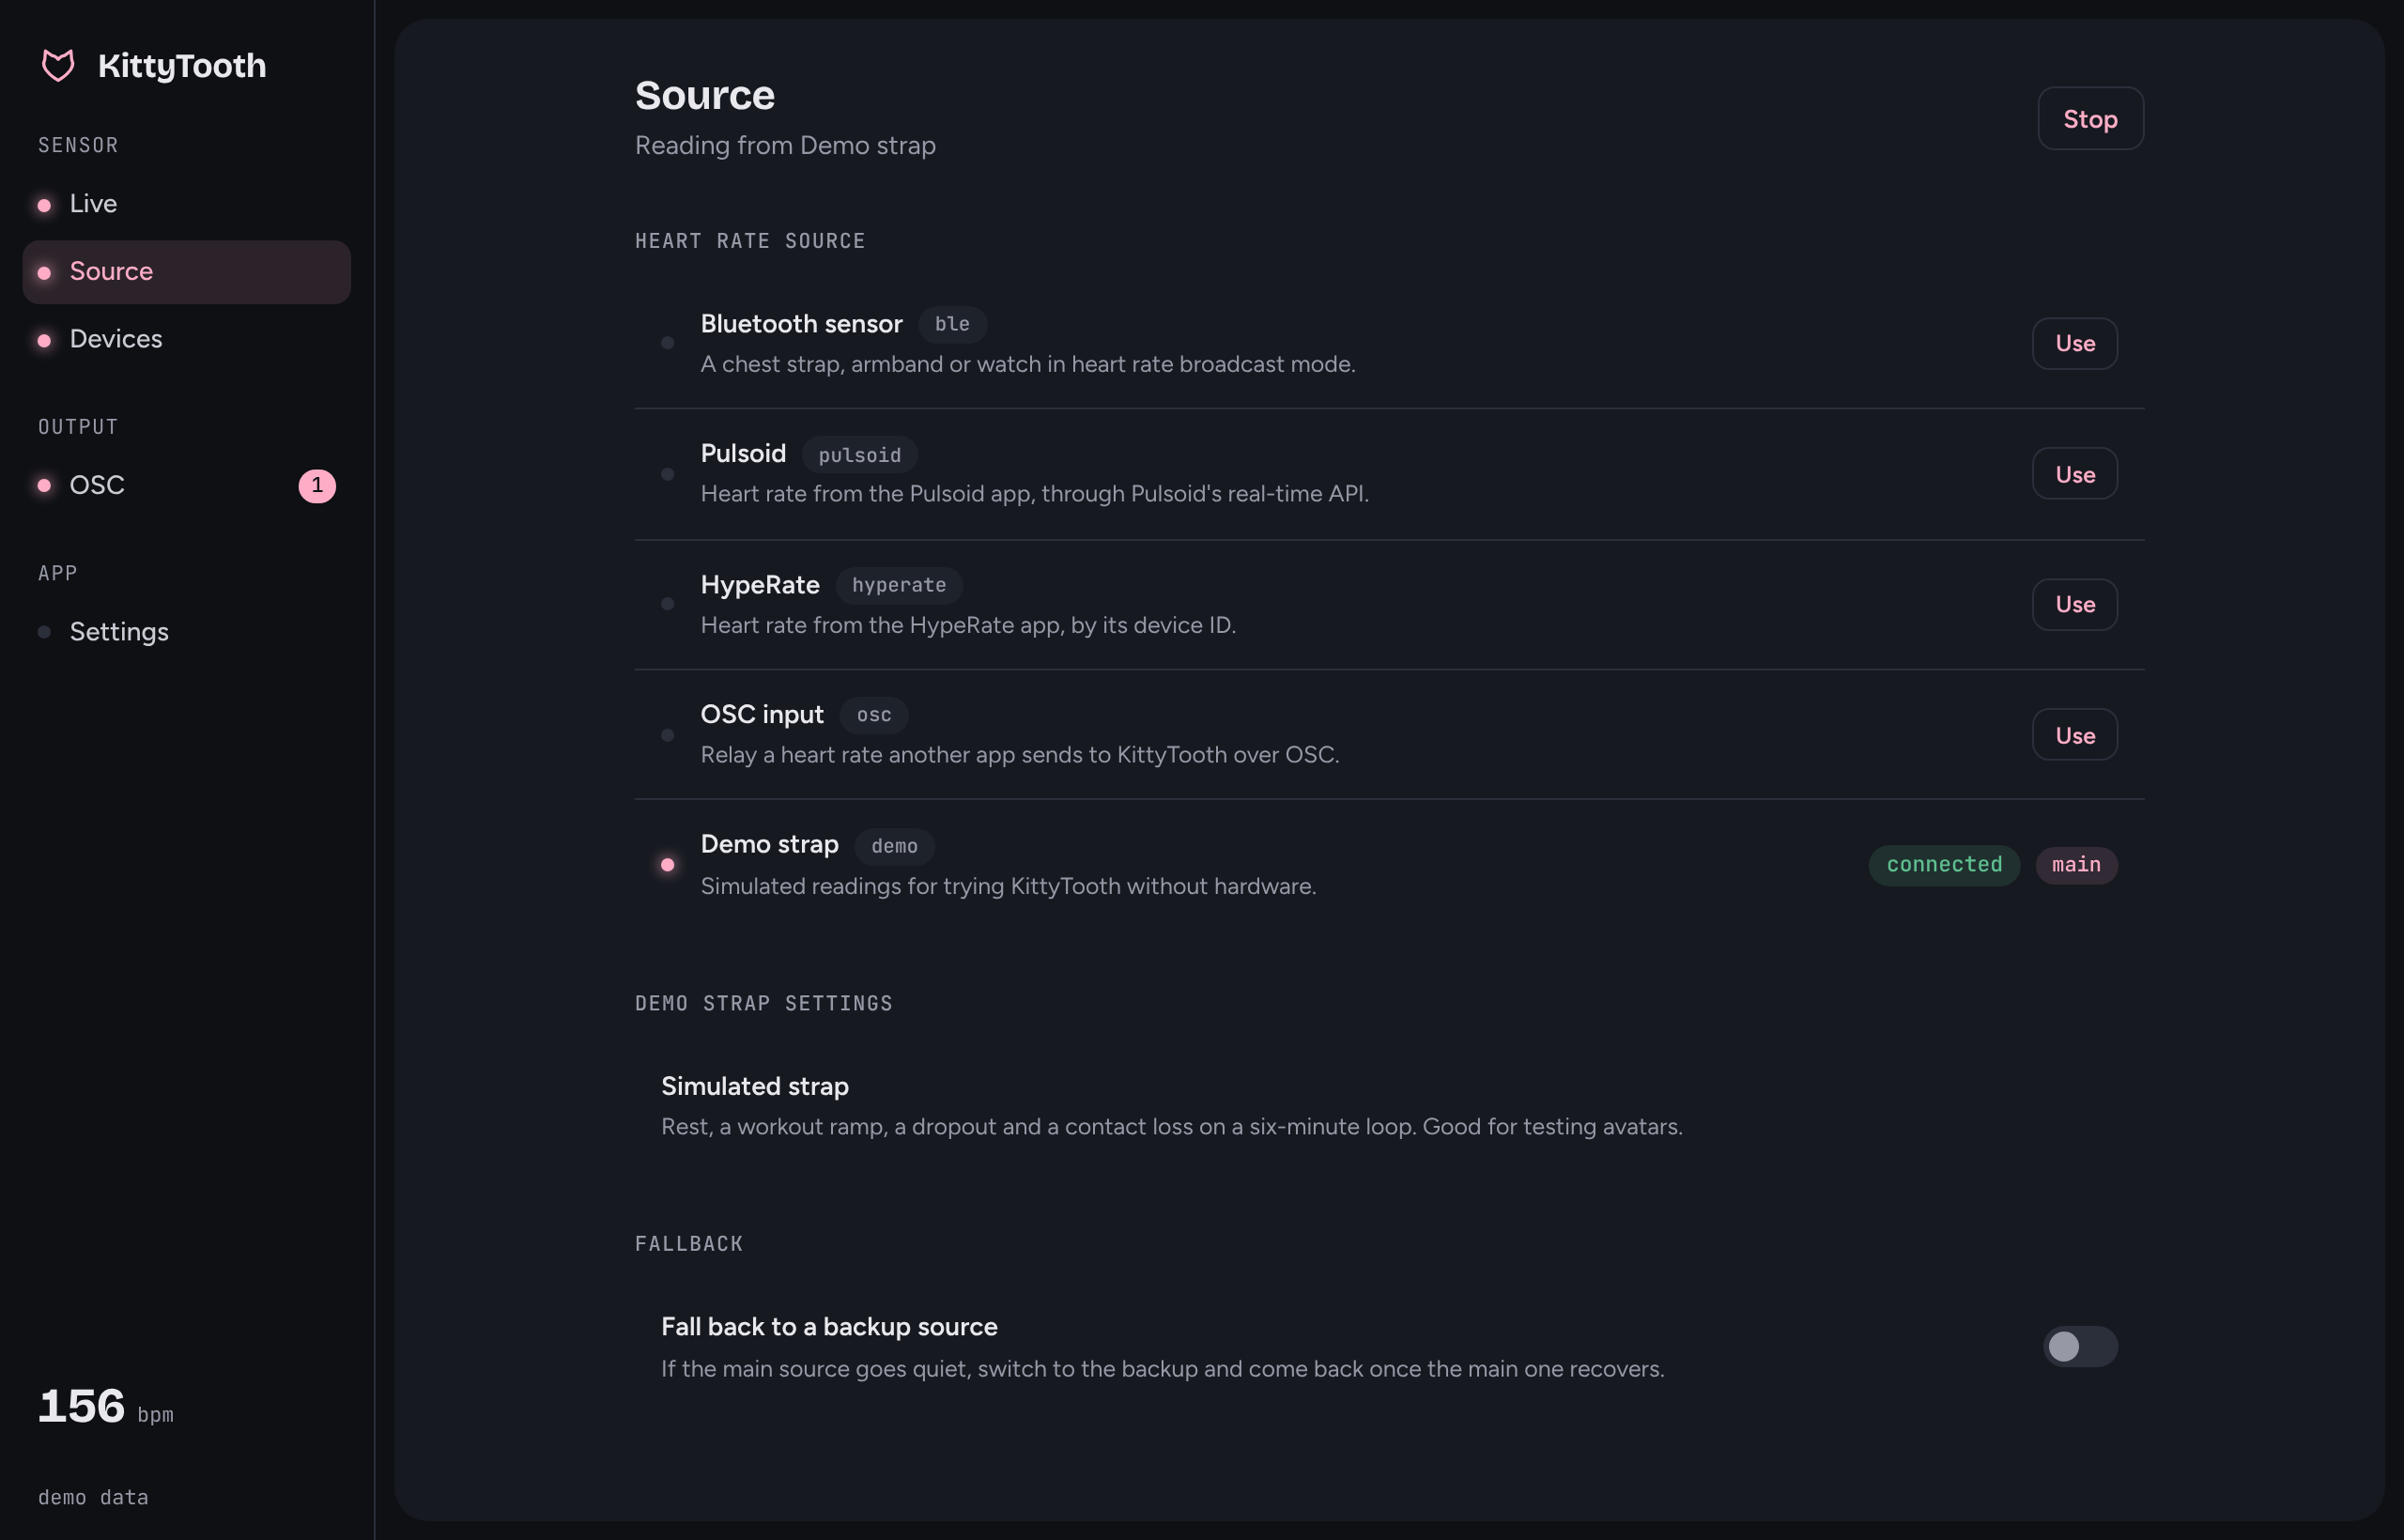 KittyTooth
SENSOR
Live
Source
Devices
OUTPUT
OSC 1
APP
Settings
156 bpm
demo data
Source
Reading from Demo strap
Stop
HEART RATE SOURCE
Bluetooth sensor ble
A chest strap, armband or watch in heart rate broadcast mode.
Use
Pulsoid pulsoid
Heart rate from the Pulsoid app, through Pulsoid's real-time API.
Use
HypeRate hyperate
Heart rate from the HypeRate app, by its device ID.
Use
OSC input osc
Relay a heart rate another app sends to KittyTooth over OSC.
Use
Demo strap demo
Simulated readings for trying KittyTooth without hardware.
connected main
DEMO STRAP SETTINGS
Simulated strap
Rest, a workout ramp, a dropout and a contact loss on a six-minute loop. Good for testing avatars.
FALLBACK
Fall back to a backup source
If the main source goes quiet, switch to the backup and come back once the main one recovers.